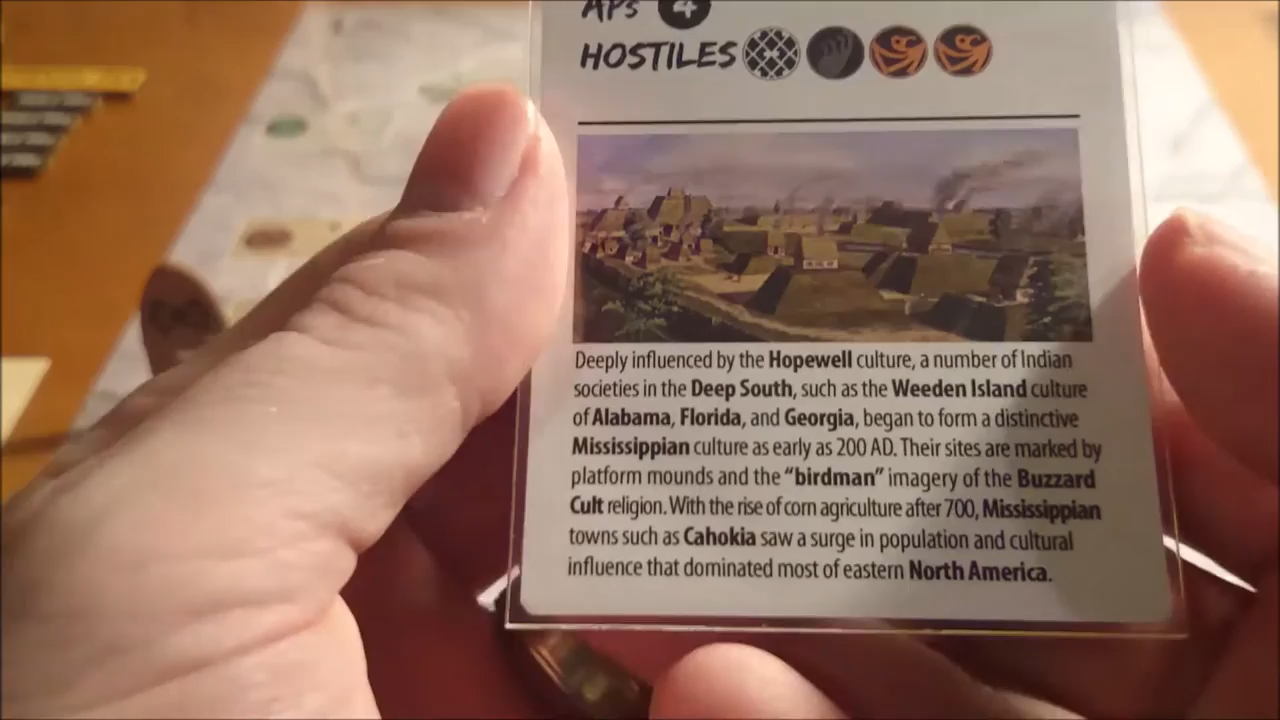 APs 4
HOSTILES
Deeply influenced by the Hopewell culture, a number of Indian
societies in the Deep South, such as the Weeden Island culture
of Alabama, Florida, and Georgia, began to form a distinctive
Mississippian culture as early as 200 AD. Their sites are marked by
platform mounds and the “birdman” imagery of the Buzzard
Cult religion. With the rise of corn agriculture after 700, Mississippian
towns such as Cahokia saw a surge in population and cultural
influence that dominated most of eastern North America.